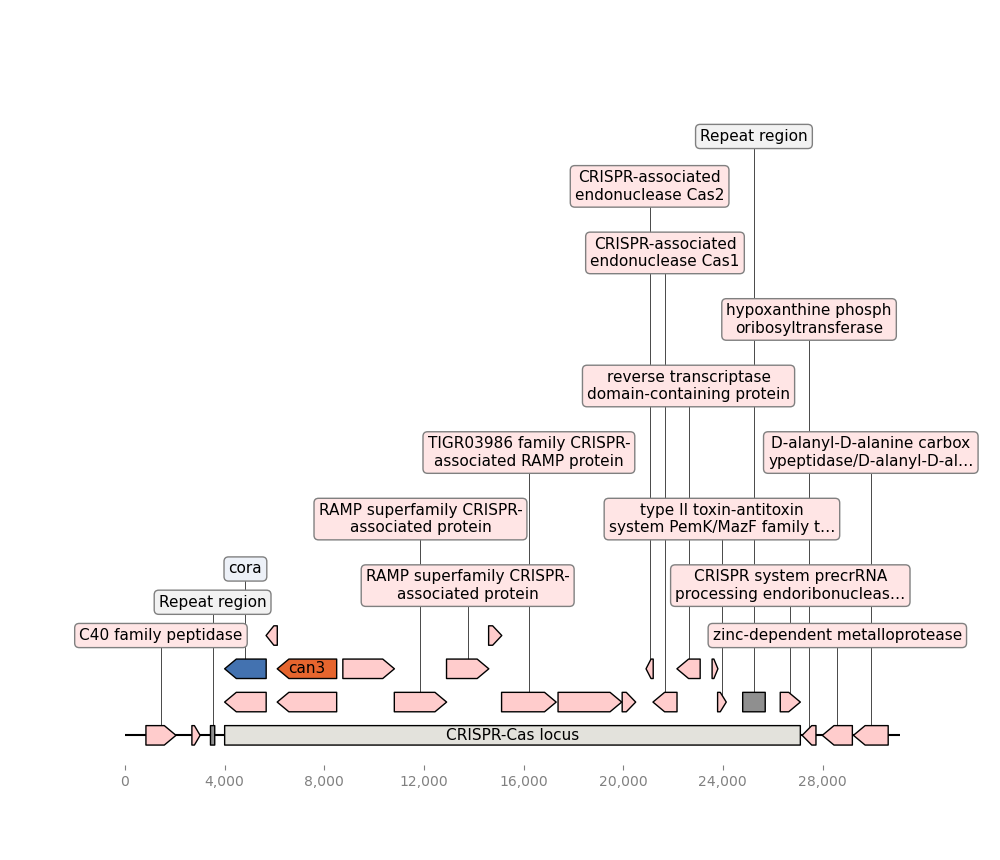 Repeat region
CRISPR-associated
endonuclease Cas2
CRISPR-associated
endonuclease Cas1
hypoxanthine phosph
oribosyltransferase
reverse transcriptase
domain-containing protein
TIGR03986 family CRISPR-
associated RAMP protein
D-alanyl-D-alanine carbox
ypeptidase/D-alanyl-D-al…
RAMP superfamily CRISPR-
associated protein
type II toxin-antitoxin
system PemK/MazF family t…
cora
RAMP superfamily CRISPR-
associated protein
CRISPR system precrRNA
processing endoribonucleas…
Repeat region
C40 family peptidase
zinc-dependent metalloprotease
can3
CRISPR-Cas locus
0 4,000 8,000 12,000 16,000 20,000 24,000 28,000